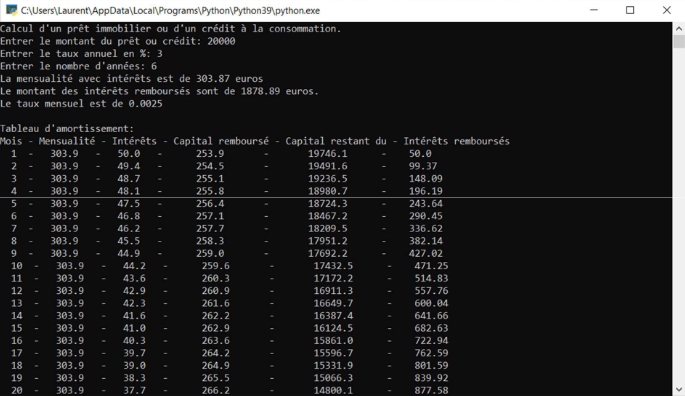 C:\Users\Laurent\AppData\Local\Programs\Python\Python39\python.exe
Calcul d'un prêt immobilier ou d'un crédit à la consommation.
Entrer le montant du prêt ou crédit: 20000
Entrer le taux annuel en %: 3
Entrer le nombre d'années: 6
La mensualité avec intérêts est de 303.87 euros
Le montant des intérêts remboursés sont de 1878.89 euros.
Le taux mensuel est de 0.0025
Tableau d'amortissement:
Mois - Mensualité - Intérêts - Capital remboursé - Capital restant du - Intérêts remboursés
1 - 303.9 - 50.0 - 253.9 - 19746.1 - 50.0
2 - 303.9 - 49.4 - 254.5 - 19491.6 - 99.37
3 - 303.9 - 48.7 - 255.1 - 19236.5 - 148.09
4 - 303.9 - 48.1 - 255.8 - 18980.7 - 196.19
5 - 303.9 - 47.5 - 256.4 - 18724.3 - 243.64
6 - 303.9 - 46.8 - 257.1 - 18467.2 - 290.45
7 - 303.9 - 46.2 - 257.7 - 18209.5 - 336.62
8 - 303.9 - 45.5 - 258.3 - 17951.2 - 382.14
9 - 303.9 - 44.9 - 259.0 - 17692.2 - 427.02
10 - 303.9 - 44.2 - 259.6 - 17432.5 - 471.25
11 - 303.9 - 43.6 - 260.3 - 17172.2 - 514.83
12 - 303.9 - 42.9 - 260.9 - 16911.3 - 557.76
13 - 303.9 - 42.3 - 261.6 - 16649.7 - 600.04
14 - 303.9 - 41.6 - 262.2 - 16387.4 - 641.66
15 - 303.9 - 41.0 - 262.9 - 16124.5 - 682.63
16 - 303.9 - 40.3 - 263.6 - 15861.0 - 722.94
17 - 303.9 - 39.7 - 264.2 - 15596.7 - 762.59
18 - 303.9 - 39.0 - 264.9 - 15331.9 - 801.59
19 - 303.9 - 38.3 - 265.5 - 15066.3 - 839.92
20 - 303.9 - 37.7 - 266.2 - 14800.1 - 877.58